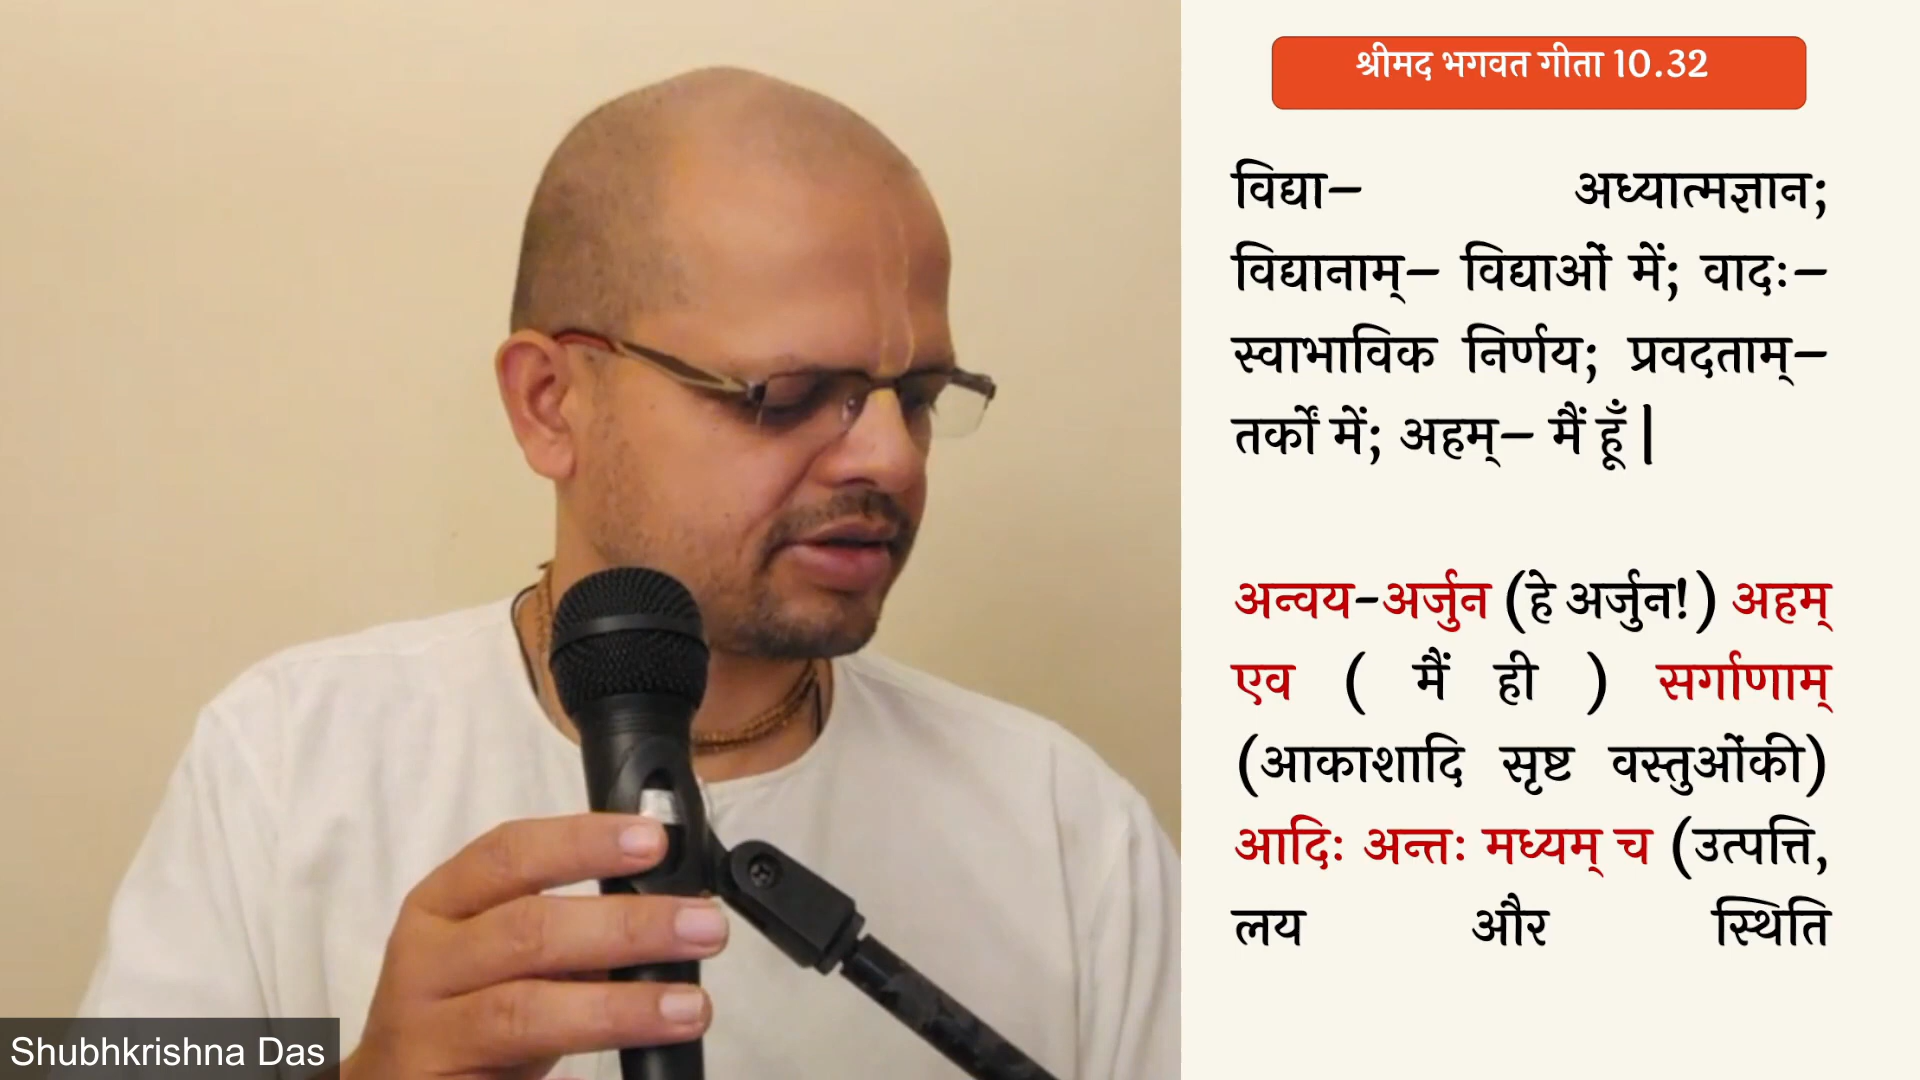 श्रीमद भगवत गीता 10.32
विद्या– अध्यात्मज्ञान;
विद्यानाम्– विद्याओं में; वादः–
स्वाभाविक निर्णय; प्रवदताम्–
तर्कों में; अहम्– मैं हूँ |
अन्वय-अर्जुन (हे अर्जुन!) अहम्
एव ( मैं ही ) सर्गाणाम्
(आकाशादि सृष्ट वस्तुओंकी)
आदिः अन्तः मध्यम् च (उत्पत्ति,
लय और स्थिति
Shubhkrishna Das